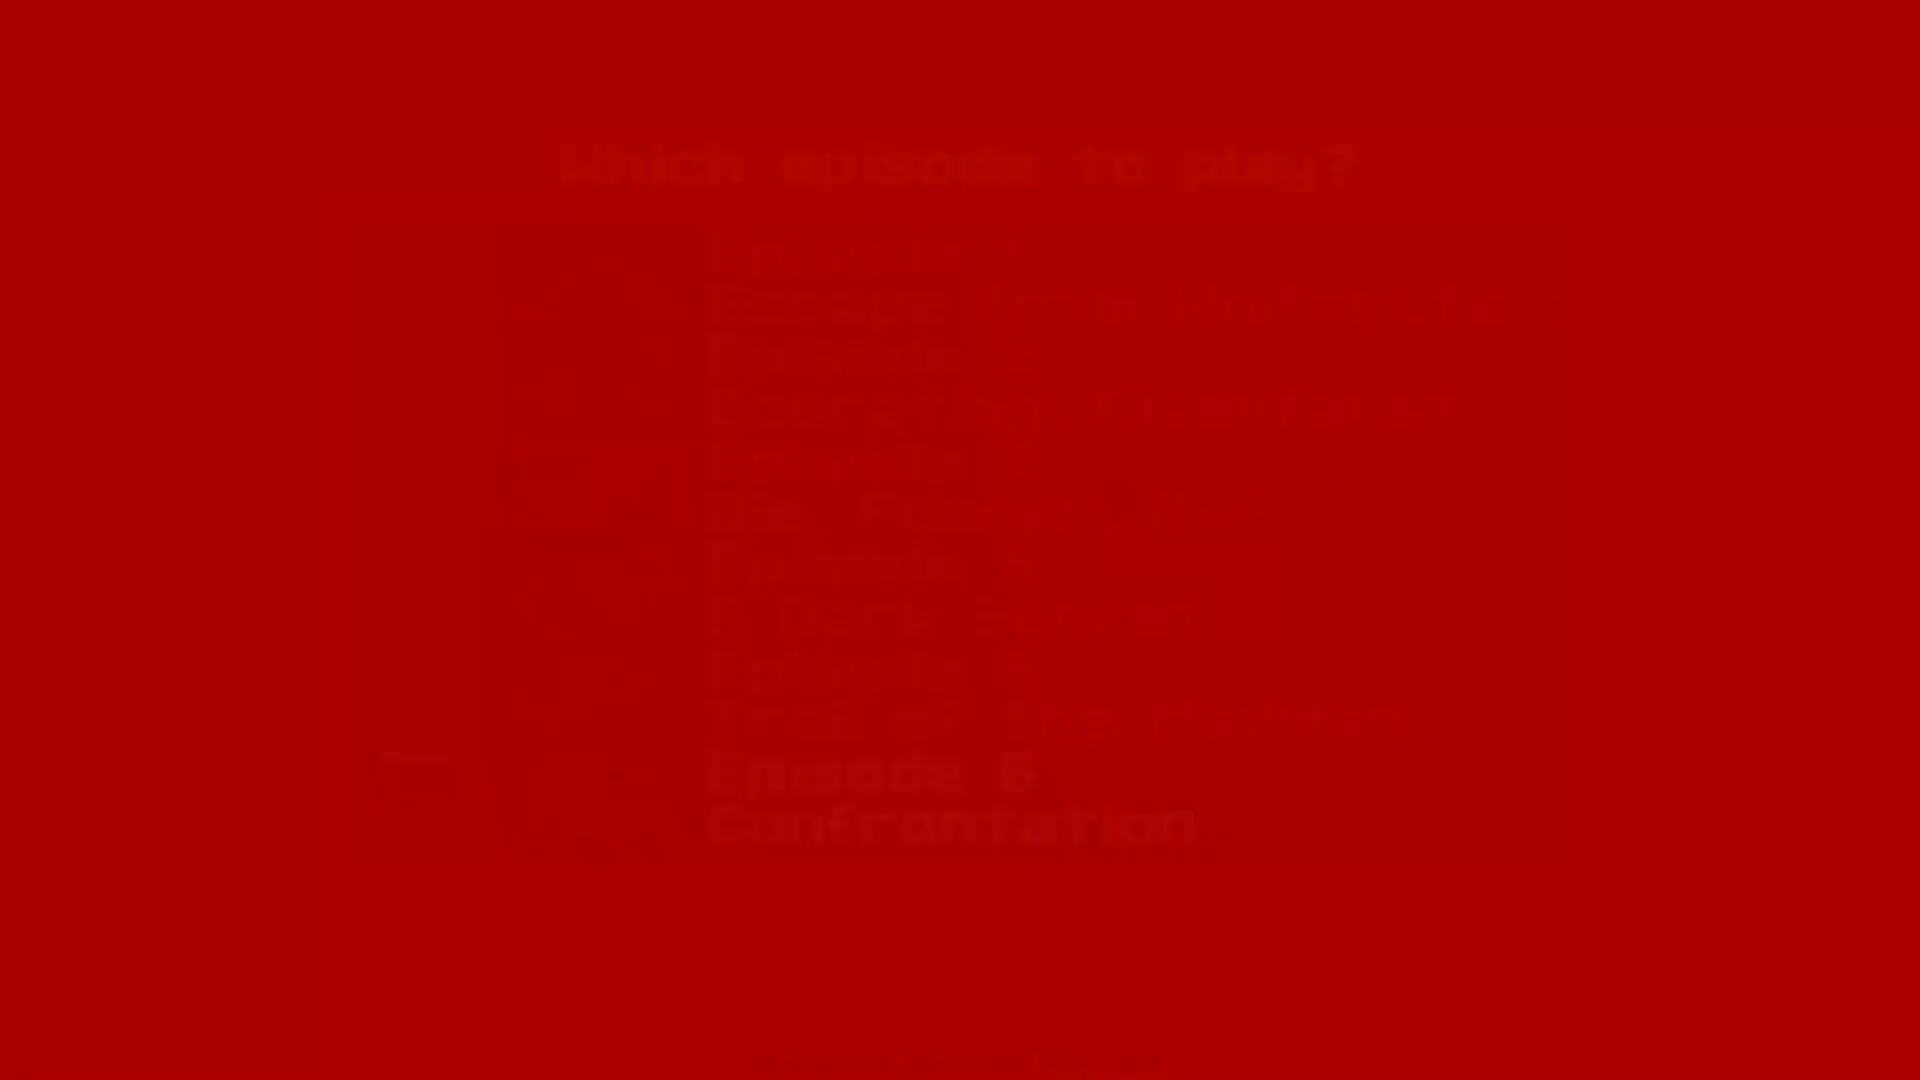 Which episode to play?
Episode 1
Escape from Wolfenstein
Episode 2
Operation: Eisenfaust
Episode 3
Die, Fuhrer, Die!
Episode 4
A Dark Secret
Episode 5
Trail of the Madman
Episode 6
Confrontation